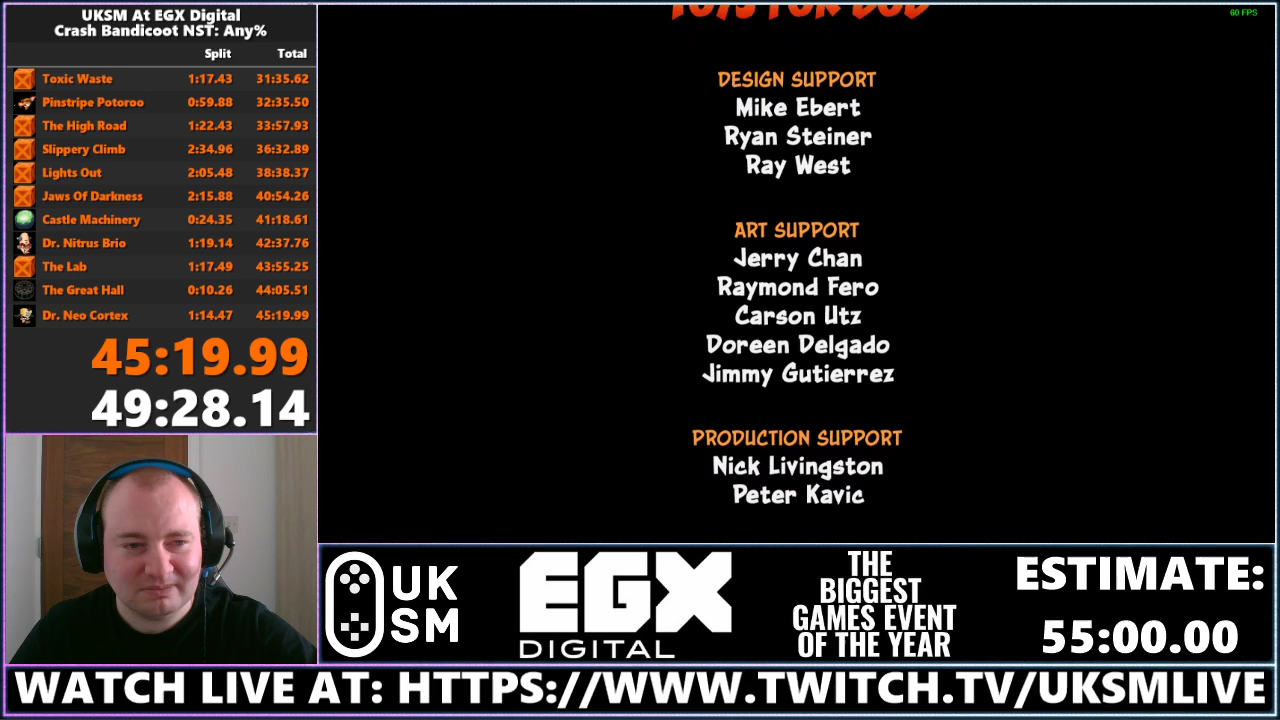 UKSM At EGX Digital
Crash Bandicoot NST: Any%
Split Total
Toxic Waste 1:17.43 31:35.62
Pinstripe Potoroo 0:59.88 32:35.50
The High Road 1:22.43 33:57.93
Slippery Climb 2:34.96 36:32.89
Lights Out 2:05.48 38:38.37
Jaws Of Darkness 2:15.88 40:54.26
Castle Machinery 0:24.35 41:18.61
Dr. Nitrus Brio 1:19.14 42:37.76
The Lab 1:17.49 43:55.25
The Great Hall 0:10.26 44:05.51
Dr. Neo Cortex 1:14.47 45:19.99
45:19.99
49:28.14
TOYS FOR BOB
60 FPS
DESIGN SUPPORT
Mike Ebert
Ryan Steiner
Ray West
ART SUPPORT
Jerry Chan
Raymond Fero
Carson Utz
Doreen Delgado
Jimmy Gutierrez
PRODUCTION SUPPORT
Nick Livingston
Peter Kavic
UK
SM
EGX
DIGITAL
THE
BIGGEST
GAMES EVENT
OF THE YEAR
ESTIMATE:
55:00.00
WATCH LIVE AT: HTTPS://WWW.TWITCH.TV/UKSMLIVE